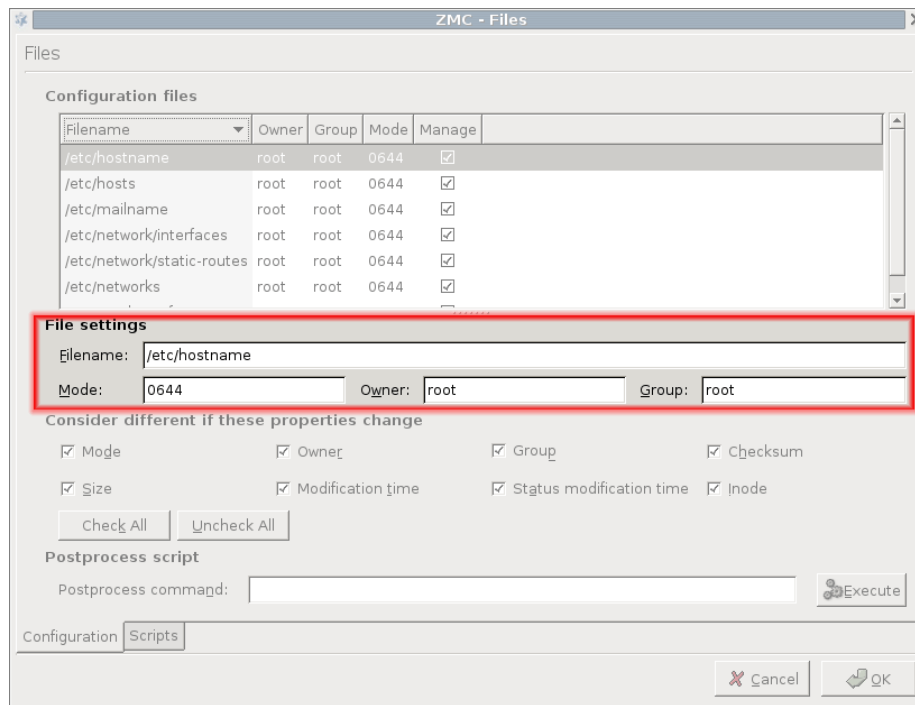 ZMC - Files
Files
Configuration files
Filename Owner Group Mode Manage
/etc/hostname root root 0644
/etc/hosts root root 0644
/etc/mailname root root 0644
/etc/network/interfaces root root 0644
/etc/network/static-routes root root 0644
/etc/networks root root 0644
File settings
Filename: /etc/hostname
Mode: 0644 Owner: root Group: root
Consider different if these properties change
Mode Owner Group Checksum
Size Modification time Status modification time Inode
Check All Uncheck All
Postprocess script
Postprocess command: Execute
Configuration Scripts
Cancel OK